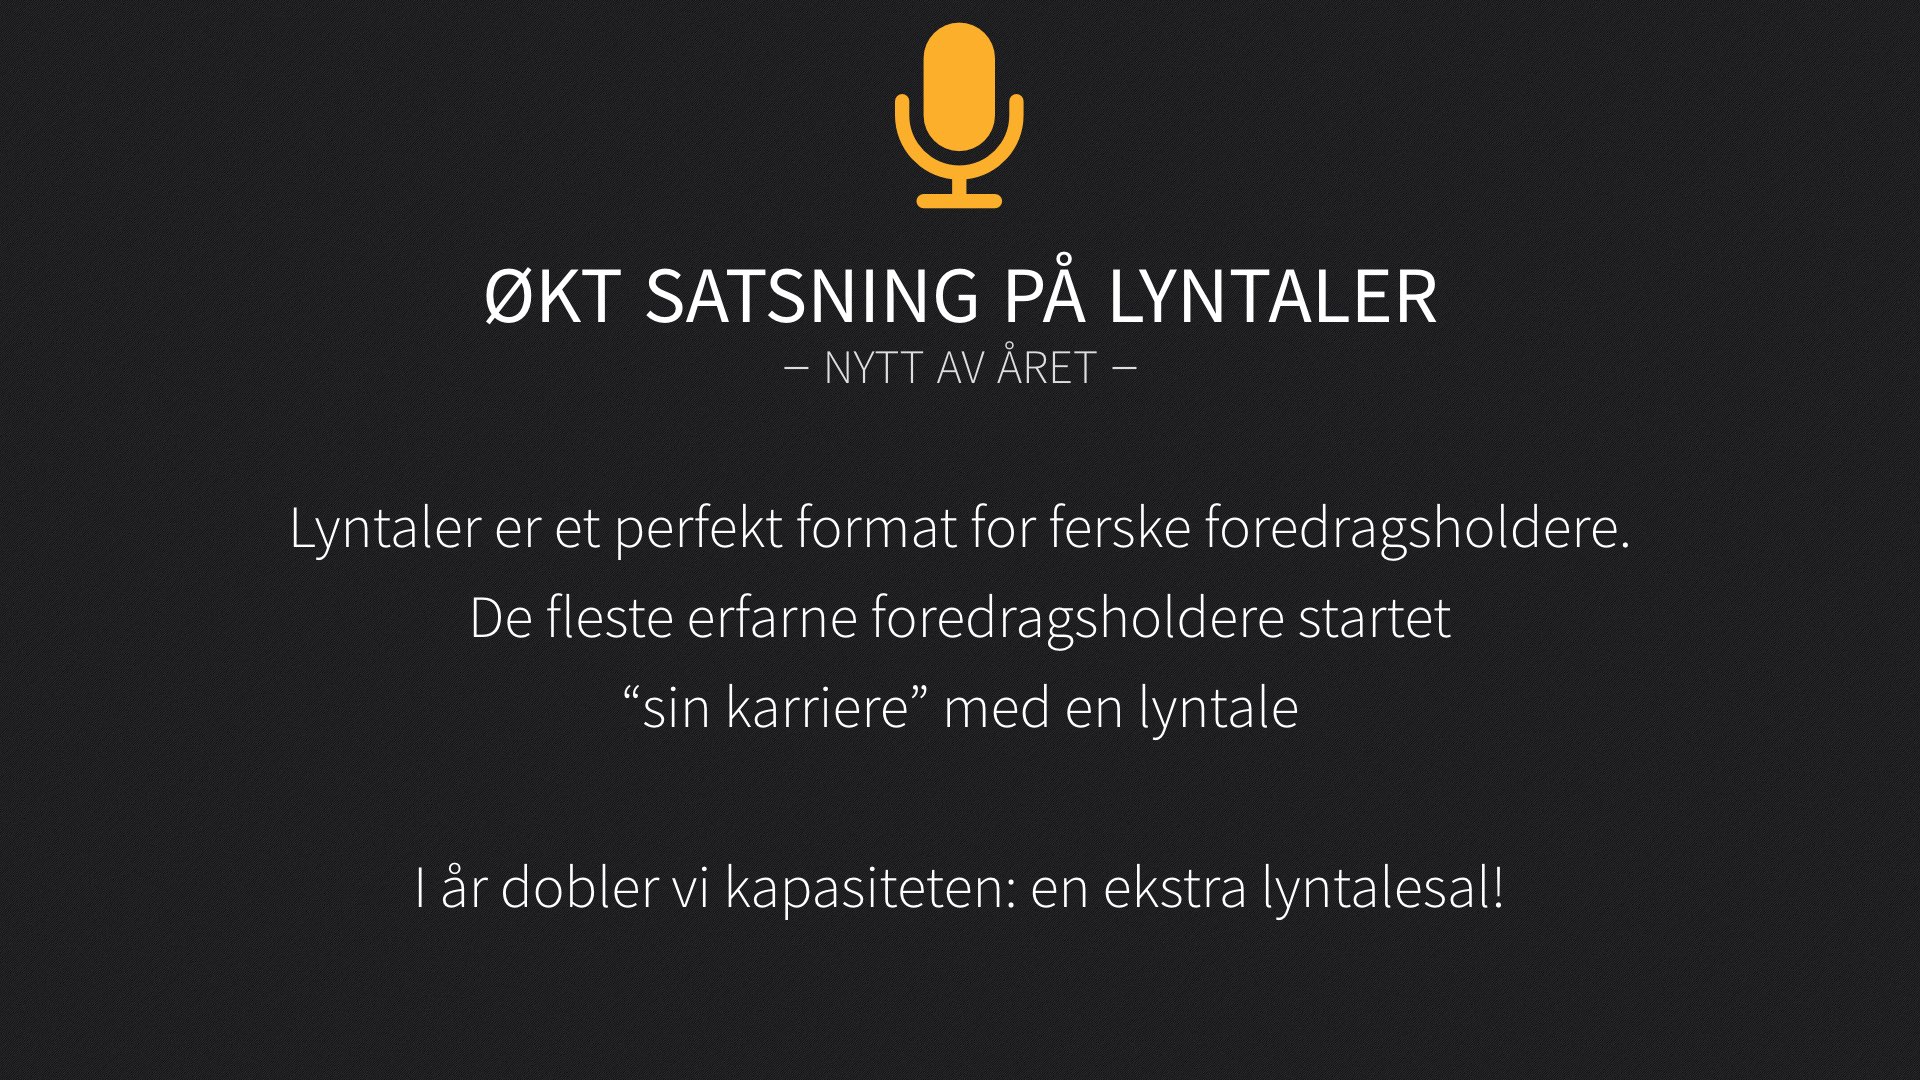 ØKT SATSNING PÅ LYNTALER
– NYTT AV ÅRET –
Lyntaler er et perfekt format for ferske foredragsholdere.
De fleste erfarne foredragsholdere startet
“sin karriere” med en lyntale
I år dobler vi kapasiteten: en ekstra lyntalesal!